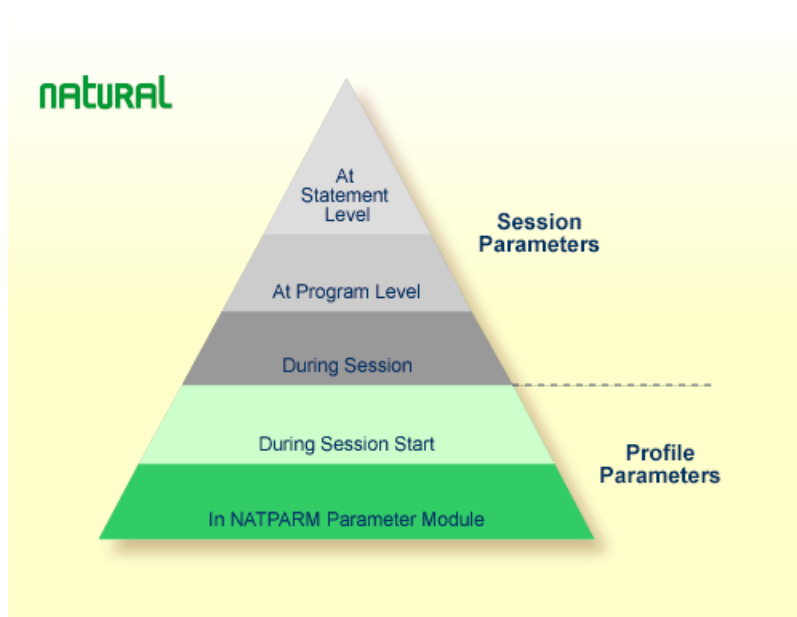 natural
At
Statement
Level
Session
Parameters
At Program Level
During Session
During Session Start
Profile
Parameters
In NATPARM Parameter Module